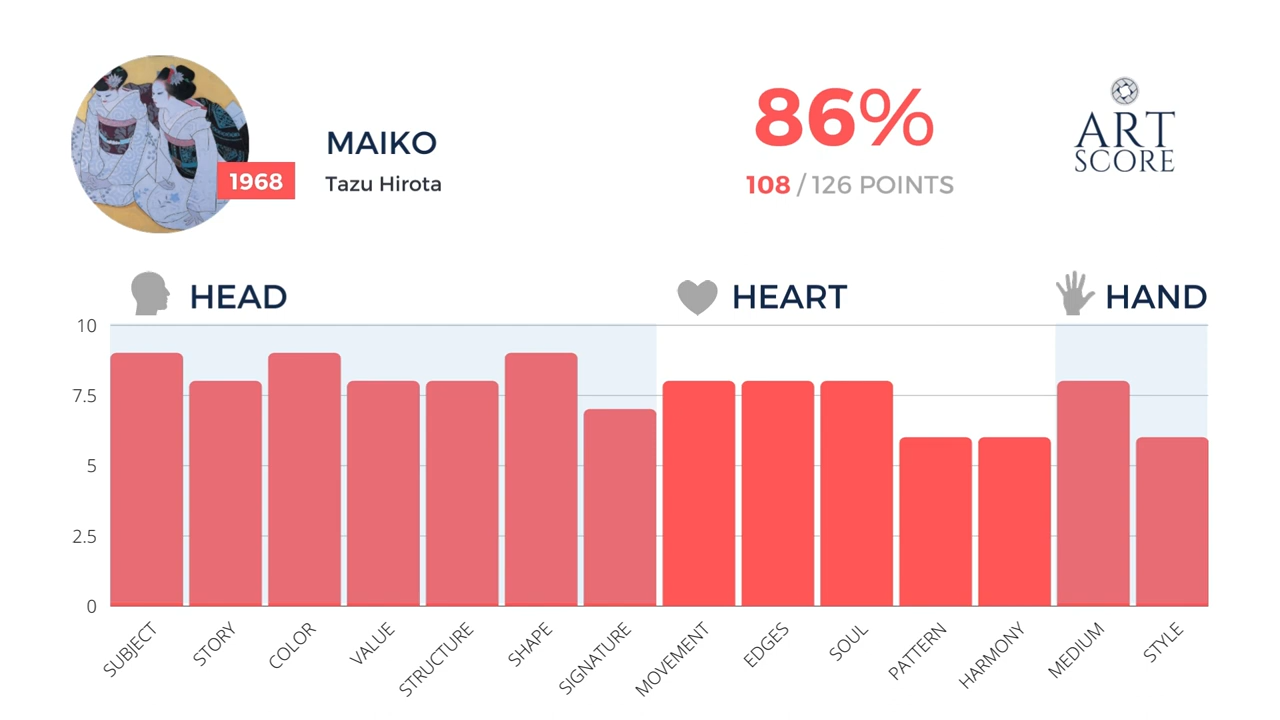 1968
MAIKO
Tazu Hirota
86%
108 / 126 POINTS
ART
SCORE
HEAD
HEART
HAND
10
7.5
5
2.5
0
SUBJECT
STORY
COLOR
VALUE
STRUCTURE
SHAPE
SIGNATURE
MOVEMENT
EDGES
SOUL
PATTERN
HARMONY
MEDIUM
STYLE